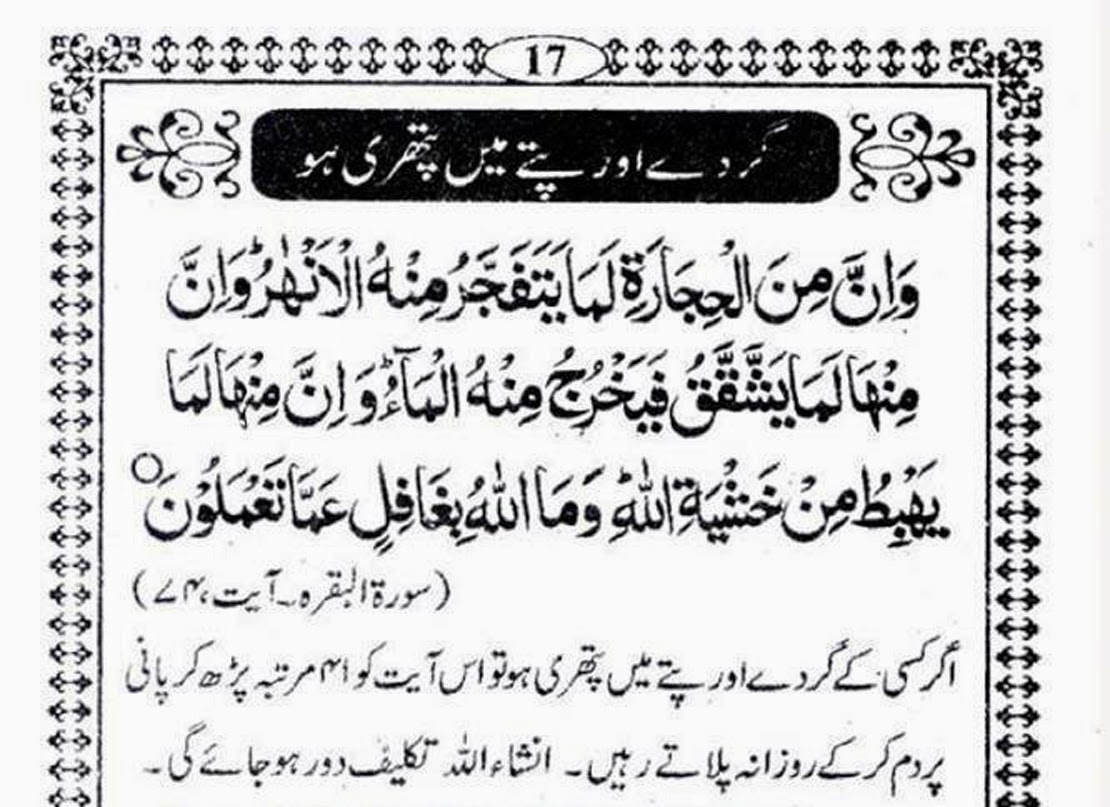 17
گردے اور پتے میں پتھری ہو
وَاِنَّ مِنَ الْحِجَارَةِ لَمَا يَتَفَجَّرُ مِنْهُ الْاَنْهٰرُ ؕ وَاِنَّ
مِنْهَا لَمَا يَشَّقَّقُ فَيَخْرُجُ مِنْهُ الْمَآءُ ؕ وَ اِنَّ مِنْهَا لَمَا
يَهْبِطُ مِنْ خَشْيَةِ اللّٰهِ ؕ وَمَا اللّٰهُ بِغَافِلٍ عَمَّا تَعْمَلُوْنَ ○
(سورۃ البقرہ۔ آیت، ۷۴)
اگر کسی کے گردے اور پتے میں پتھری ہو تو اس آیت کو ۴۱ مرتبہ پڑھ کر پانی
پر دم کر کے روزانہ پلاتے رہیں۔ انشاء اللہ تکلیف دور ہو جائے گی۔